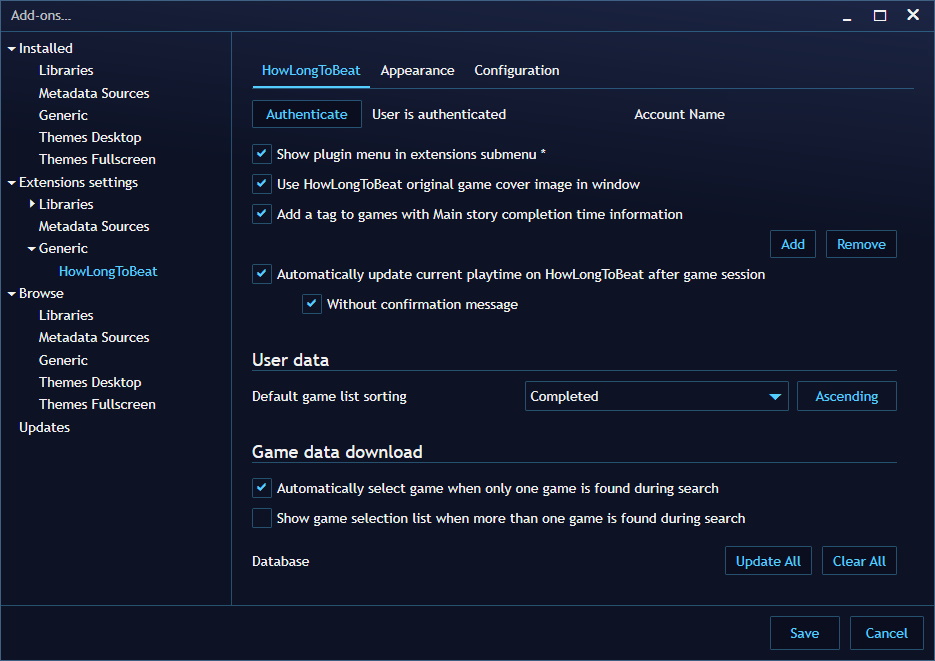 Add-ons...
Installed
Libraries
Metadata Sources
Generic
Themes Desktop
Themes Fullscreen
Extensions settings
Libraries
Metadata Sources
Generic
HowLongToBeat
Browse
Libraries
Metadata Sources
Generic
Themes Desktop
Themes Fullscreen
Updates
HowLongToBeat Appearance Configuration
Authenticate User is authenticated Account Name
Show plugin menu in extensions submenu *
Use HowLongToBeat original game cover image in window
Add a tag to games with Main story completion time information
Add Remove
Automatically update current playtime on HowLongToBeat after game session
Without confirmation message
User data
Default game list sorting Completed Ascending
Game data download
Automatically select game when only one game is found during search
Show game selection list when more than one game is found during search
Database Update All Clear All
Save Cancel